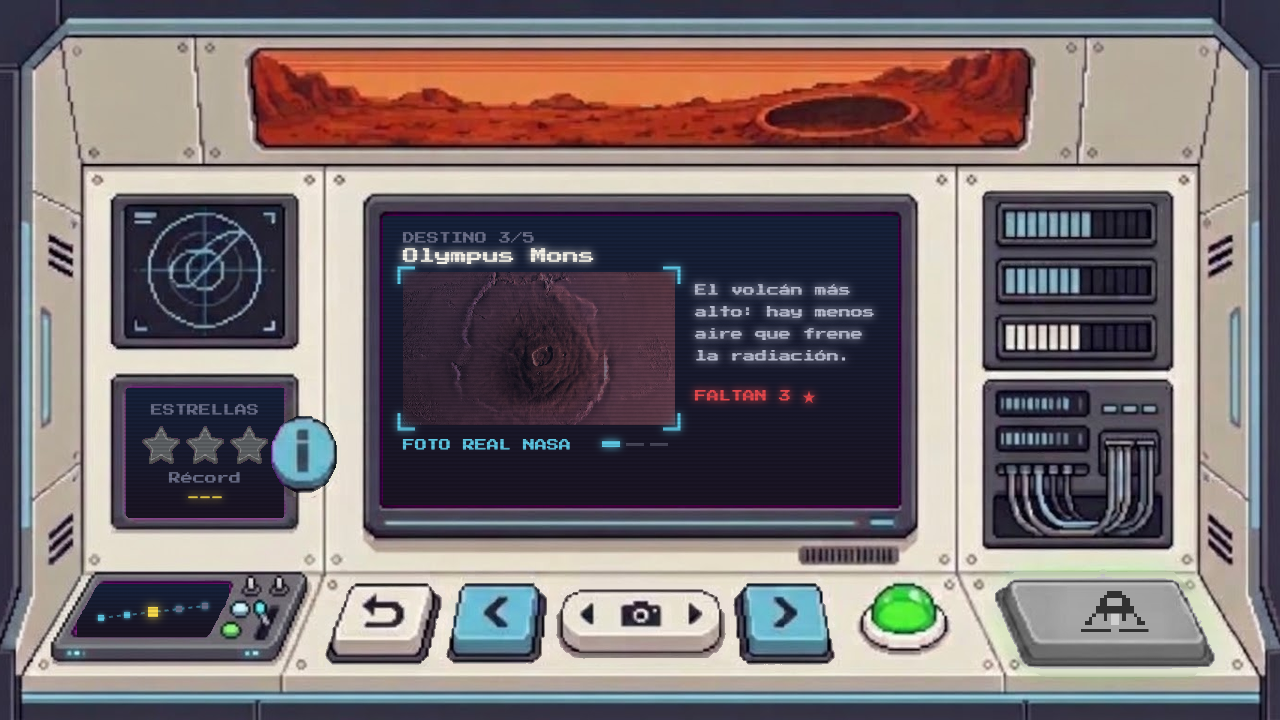 DESTINO 3/5
Olympus Mons
El volcán más
alto: hay menos
aire que frene
la radiación.
FALTAN 3 ★
FOTO REAL NASA
ESTRELLAS
Récord
---
i